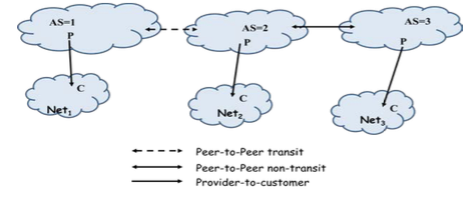 AS=1
AS=2
AS=3
P
P
P
C
C
C
Net₁
Net₂
Net₃
Peer-to-Peer transit
Peer-to-Peer non-transit
Provider-to-customer